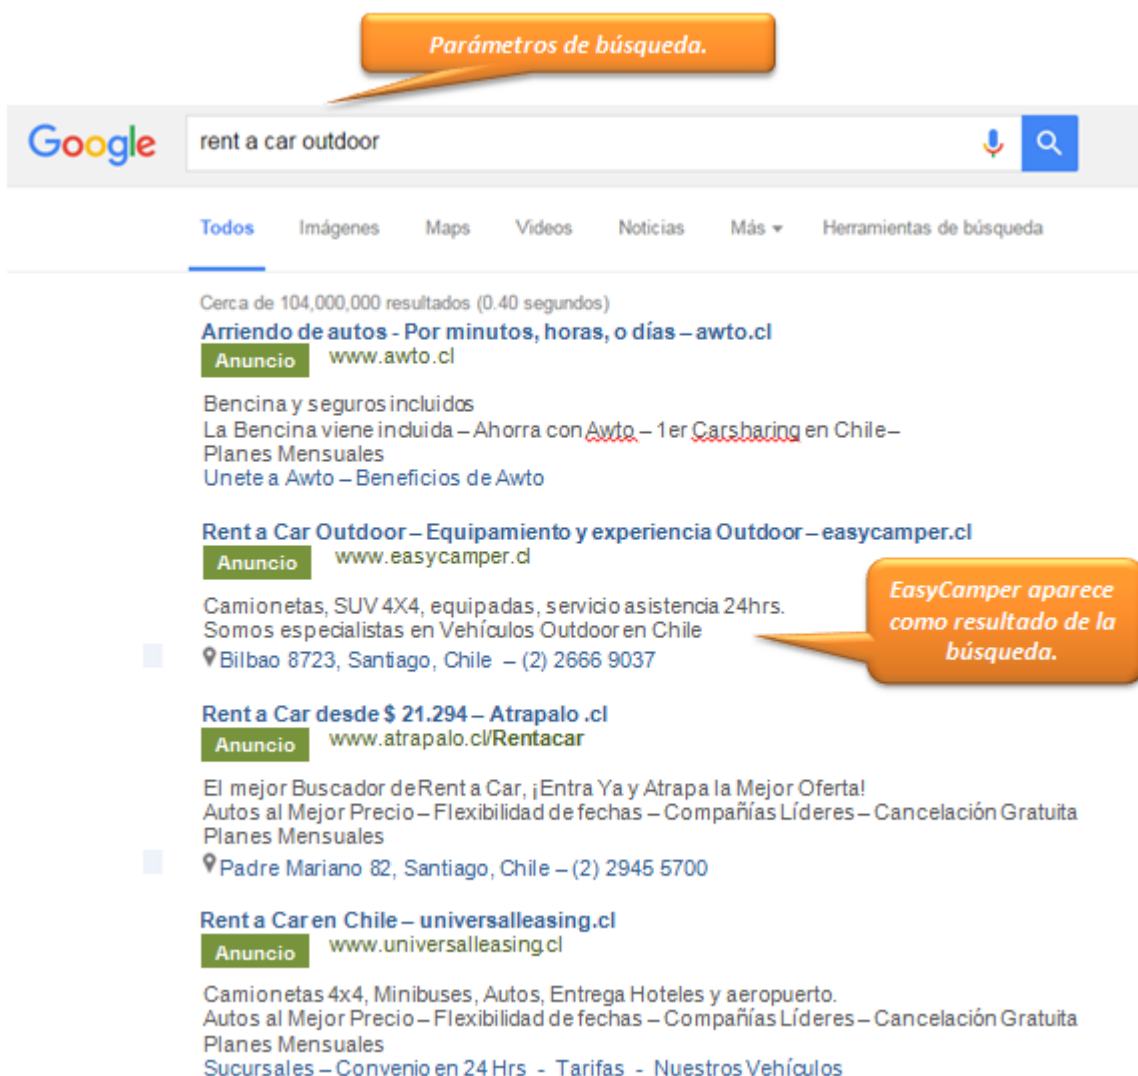 Parámetros de búsqueda.
Google
rent a car outdoor
Todos Imágenes Maps Videos Noticias Más Herramientas de búsqueda
Cerca de 104,000,000 resultados (0.40 segundos)
Arriendo de autos - Por minutos, horas, o días – awto.cl
Anuncio www.awto.cl
Bencina y seguros incluidos
La Bencina viene incluida – Ahorra con Awto – 1er Carsharing en Chile –
Planes Mensuales
Unete a Awto – Beneficios de Awto
Rent a Car Outdoor – Equipamiento y experiencia Outdoor – easycamper.cl
Anuncio www.easycamper.cl
Camionetas, SUV 4X4, equipadas, servicio asistencia 24hrs.
Somos especialistas en Vehículos Outdoor en Chile
Bilbao 8723, Santiago, Chile – (2) 2666 9037
EasyCamper aparece
como resultado de la
búsqueda.
Rent a Car desde $ 21.294 – Atrapalo .cl
Anuncio www.atrapalo.cl/Rentacar
El mejor Buscador de Rent a Car, ¡Entra Ya y Atrapa la Mejor Oferta!
Autos al Mejor Precio – Flexibilidad de fechas – Compañías Líderes – Cancelación Gratuita
Planes Mensuales
Padre Mariano 82, Santiago, Chile – (2) 2945 5700
Rent a Car en Chile – universalleasing.cl
Anuncio www.universalleasing.cl
Camionetas 4x4, Minibuses, Autos, Entrega Hoteles y aeropuerto.
Autos al Mejor Precio – Flexibilidad de fechas – Compañías Líderes – Cancelación Gratuita
Planes Mensuales
Sucursales – Convenio en 24 Hrs - Tarifas - Nuestros Vehículos